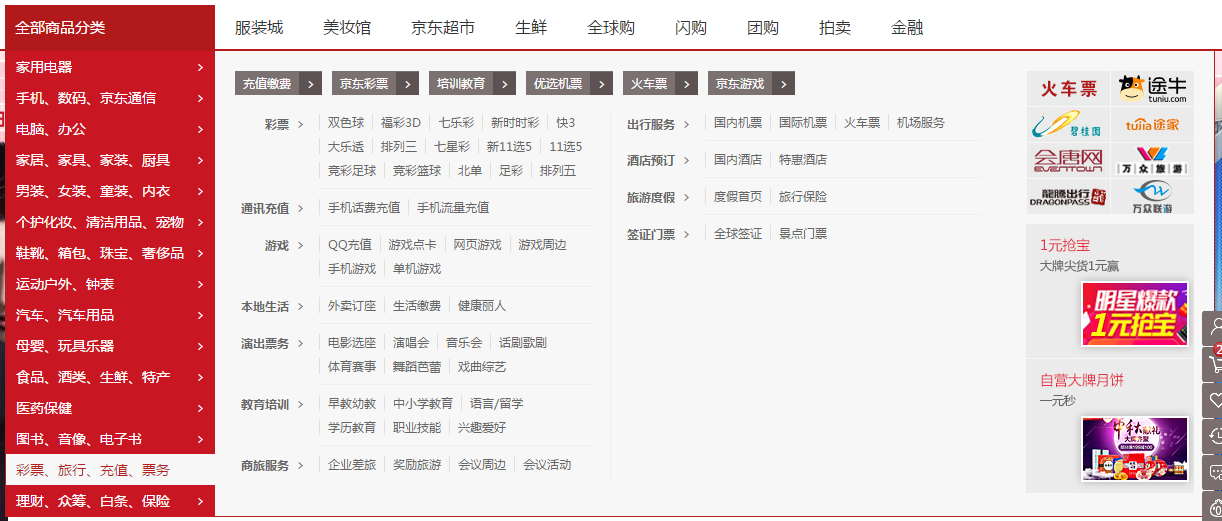 全部商品分类
服装城 美妆馆 京东超市 生鲜 全球购 闪购 团购 拍卖 金融
家用电器
手机、数码、京东通信
电脑、办公
家居、家具、家装、厨具
男装、女装、童装、内衣
个护化妆、清洁用品、宠物
鞋靴、箱包、珠宝、奢侈品
运动户外、钟表
汽车、汽车用品
母婴、玩具乐器
食品、酒类、生鲜、特产
医药保健
图书、音像、电子书
彩票、旅行、充值、票务
理财、众筹、白条、保险
充值缴费 京东彩票 培训教育 优选机票 火车票 京东游戏
彩票 双色球 福彩3D 七乐彩 新时时彩 快3
大乐透 排列三 七星彩 新11选5 11选5
竞彩足球 竞彩篮球 北单 足彩 排列五
通讯充值 手机话费充值 手机流量充值
游戏 QQ充值 游戏点卡 网页游戏 游戏周边
手机游戏 单机游戏
本地生活 外卖订座 生活缴费 健康丽人
演出票务 电影选座 演唱会 音乐会 话剧歌剧
体育赛事 舞蹈芭蕾 戏曲综艺
教育培训 早教幼教 中小学教育 语言/留学
学历教育 职业技能 兴趣爱好
商旅服务 企业差旅 奖励旅游 会议周边 会议活动
出行服务 国内机票 国际机票 火车票 机场服务
酒店预订 国内酒店 特惠酒店
旅游度假 度假首页 旅行保险
签证门票 全球签证 景点门票
火车票 途牛
tuniu.com
碧桂园 tujia途家
会唐网
EVENTOWN
万众旅游
龍腾出行
DRAGONPASS
万众联游
1元抢宝
大牌尖货1元赢
明星爆款
1元抢宝
自营大牌月饼
一元秒
中秋献礼
大牌齐聚
2